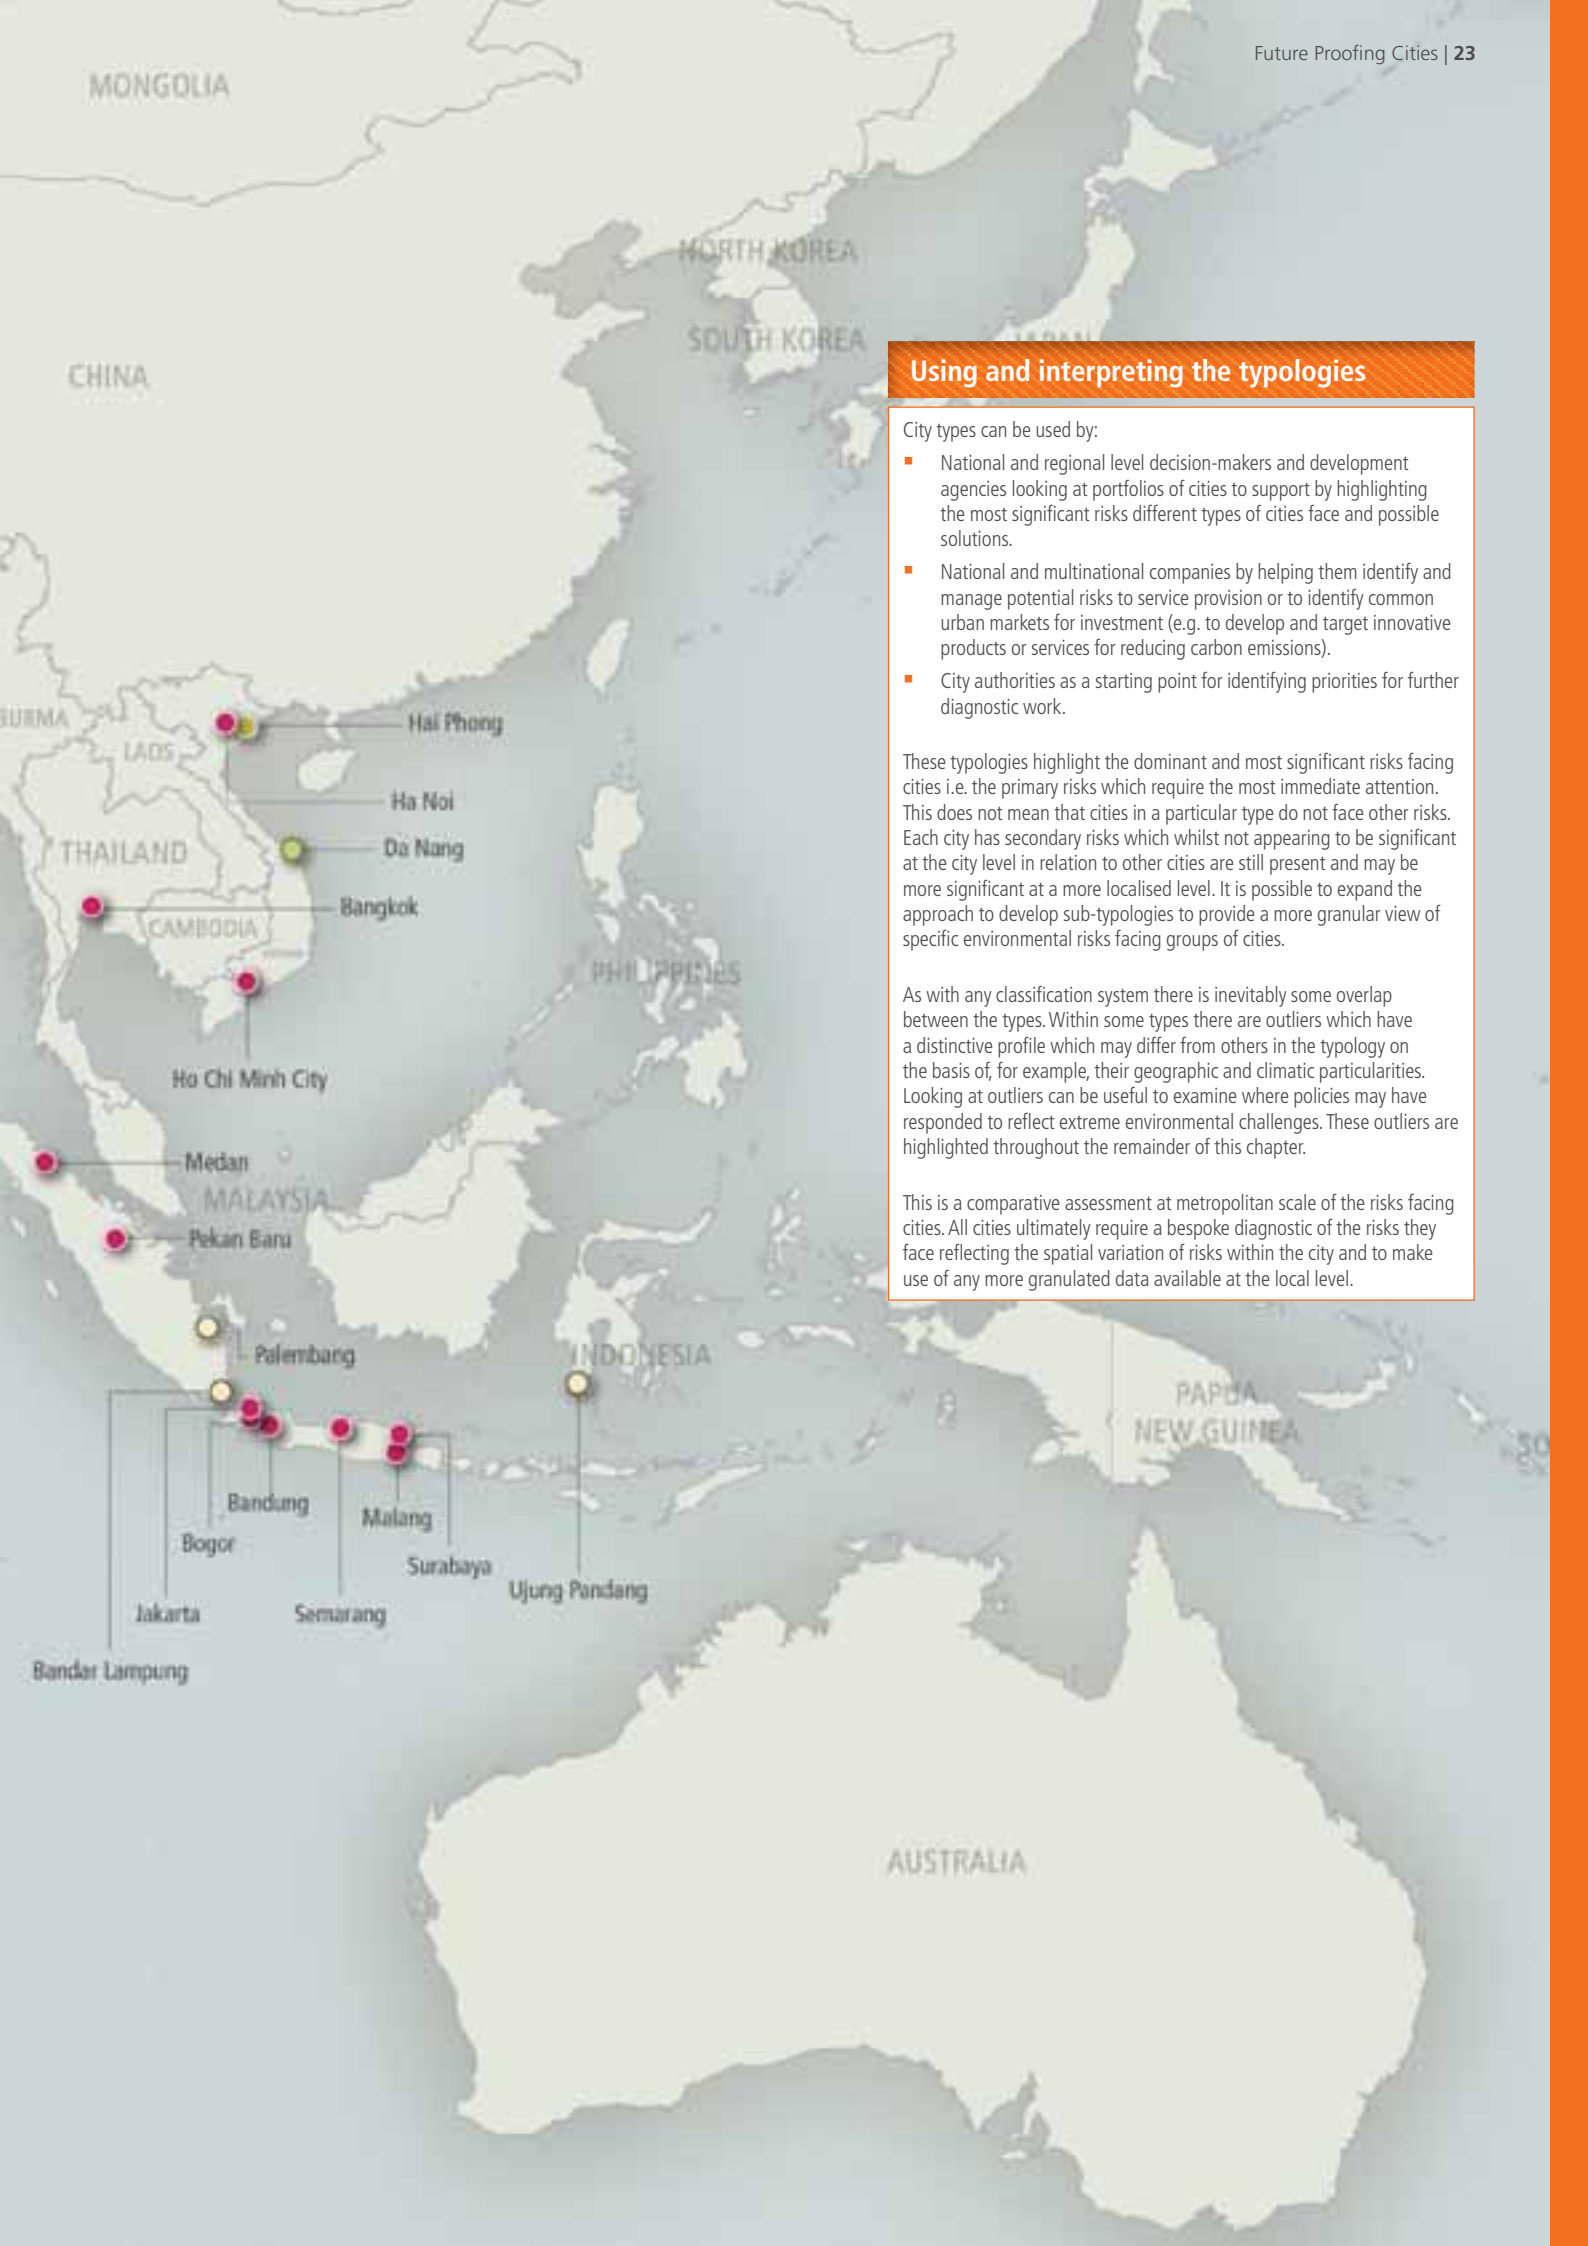 Future Proofing Cities | 23
MONGOLIA
NORTH KOREA
SOUTH KOREA
JAPAN
CHINA
Using and interpreting the typologies
City types can be used by:
▪ National and regional level decision-makers and development
agencies looking at portfolios of cities to support by highlighting
the most significant risks different types of cities face and possible
solutions.
▪ National and multinational companies by helping them identify and
manage potential risks to service provision or to identify common
urban markets for investment (e.g. to develop and target innovative
products or services for reducing carbon emissions).
▪ City authorities as a starting point for identifying priorities for further
diagnostic work.
These typologies highlight the dominant and most significant risks facing
cities i.e. the primary risks which require the most immediate attention.
This does not mean that cities in a particular type do not face other risks.
Each city has secondary risks which whilst not appearing to be significant
at the city level in relation to other cities are still present and may be
more significant at a more localised level. It is possible to expand the
approach to develop sub-typologies to provide a more granular view of
specific environmental risks facing groups of cities.
As with any classification system there is inevitably some overlap
between the types. Within some types there are outliers which have
a distinctive profile which may differ from others in the typology on
the basis of, for example, their geographic and climatic particularities.
Looking at outliers can be useful to examine where policies may have
responded to reflect extreme environmental challenges. These outliers are
highlighted throughout the remainder of this chapter.
This is a comparative assessment at metropolitan scale of the risks facing
cities. All cities ultimately require a bespoke diagnostic of the risks they
face reflecting the spatial variation of risks within the city and to make
use of any more granulated data available at the local level.
BURMA
Hai Phong
LAOS
Ha Noi
THAILAND
Da Nang
Bangkok
CAMBODIA
PHILIPPINES
Ho Chi Minh City
Medan
MALAYSIA
Pekan Baru
Palembang
INDONESIA
PAPUA
NEW GUINEA
Bandung
Malang
Bogor
Surabaya
Ujung Pandang
Jakarta
Semarang
Bandar Lampung
AUSTRALIA